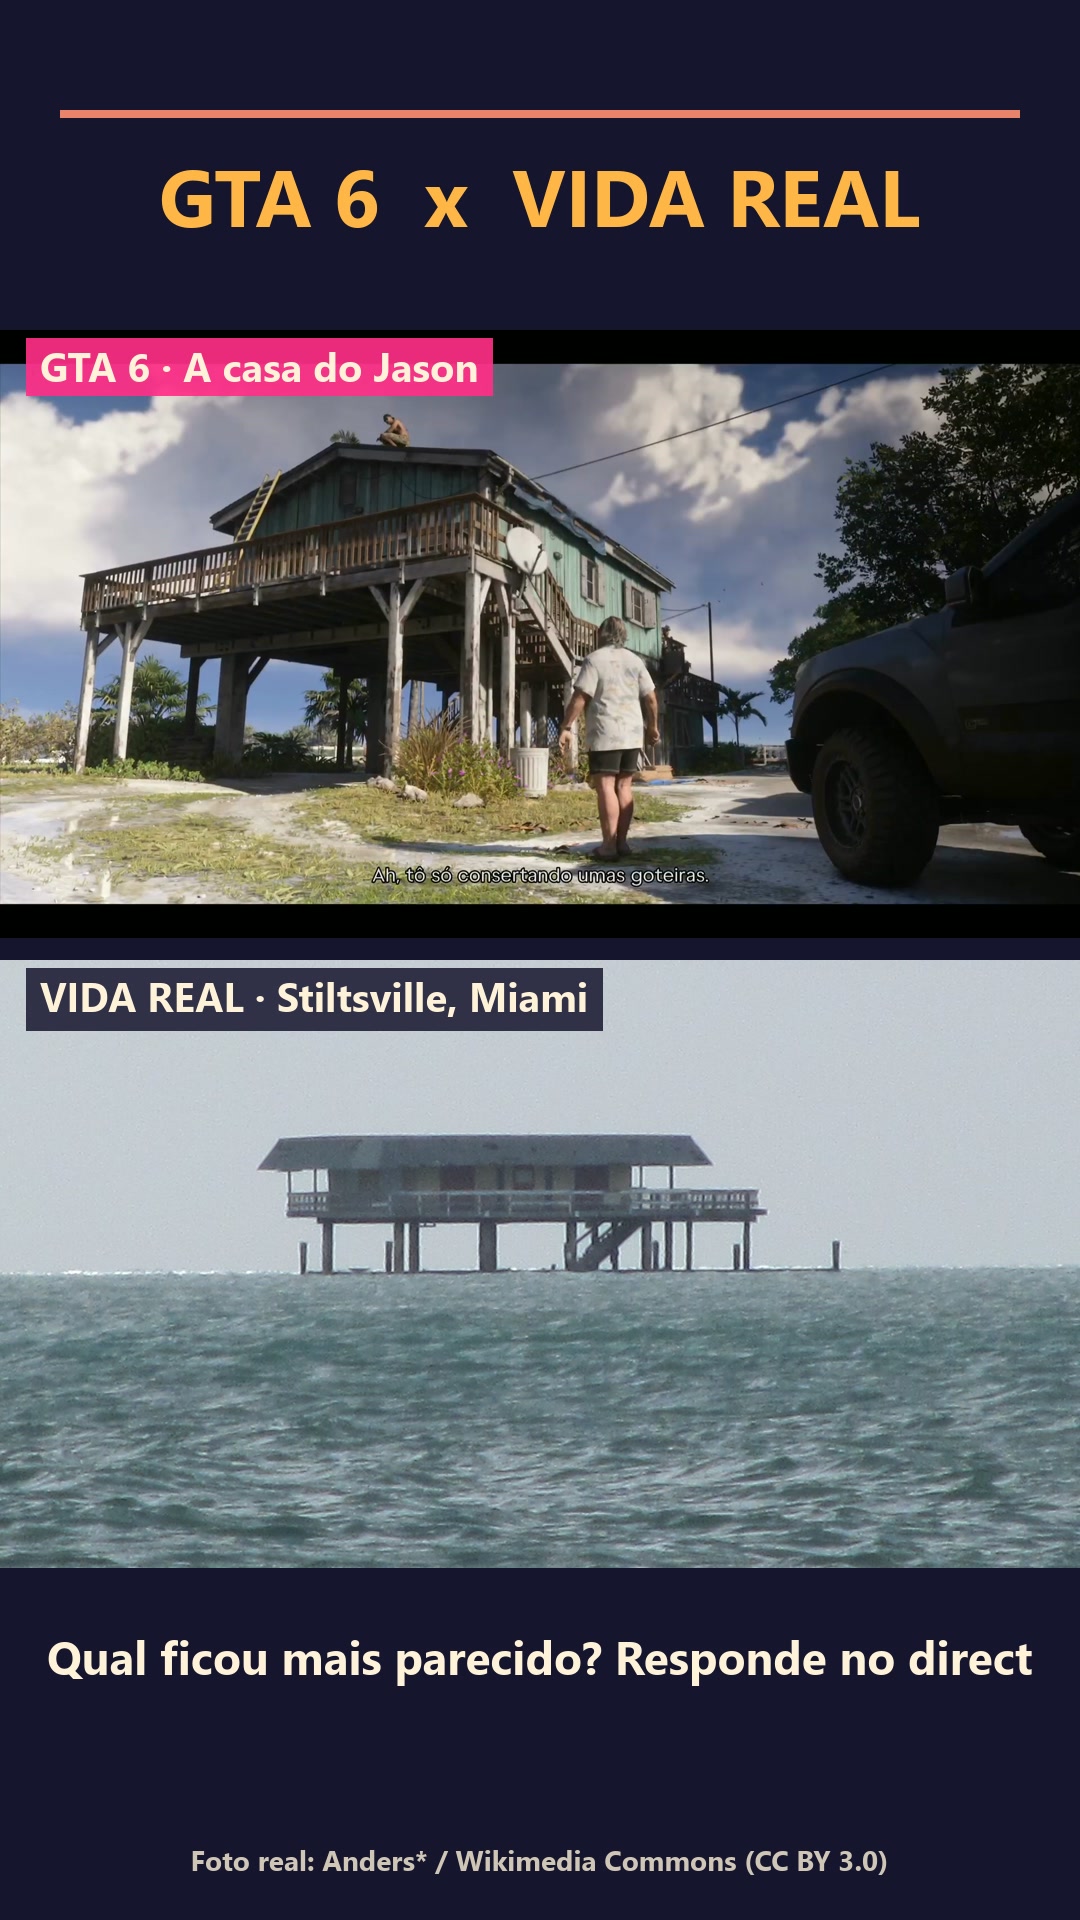 GTA 6 x VIDA REAL
GTA 6 · A casa do Jason
Ah, tô só consertando umas goteiras.
VIDA REAL · Stiltsville, Miami
Qual ficou mais parecido? Responde no direct
Foto real: Anders* / Wikimedia Commons (CC BY 3.0)